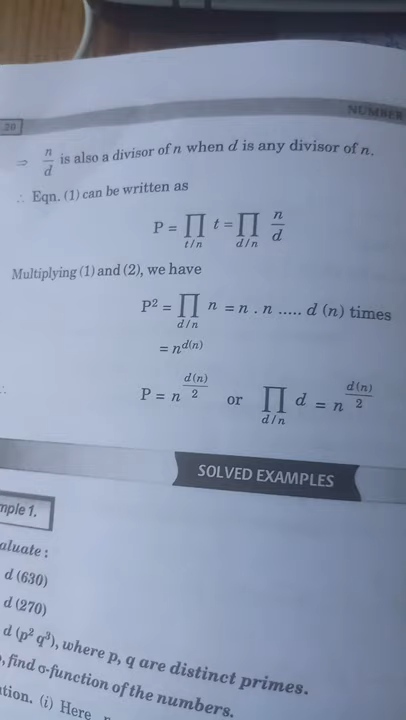 20
NUMBER
⇒ n/d is also a divisor of n when d is any divisor of n.
∴ Eqn. (1) can be written as
P = ∏_{t/n} t = ∏_{d/n} n/d
Multiplying (1) and (2), we have
P² = ∏_{d/n} n = n . n ..... d (n) times
= n^{d(n)}
∴ P = n^{d(n)/2} or ∏_{d/n} d = n^{d(n)/2}
SOLVED EXAMPLES
mple 1.
aluate :
d (630)
d (270)
d (p² q³), where p, q are distinct primes.
, find σ-function of the numbers.
ution. (i) Here